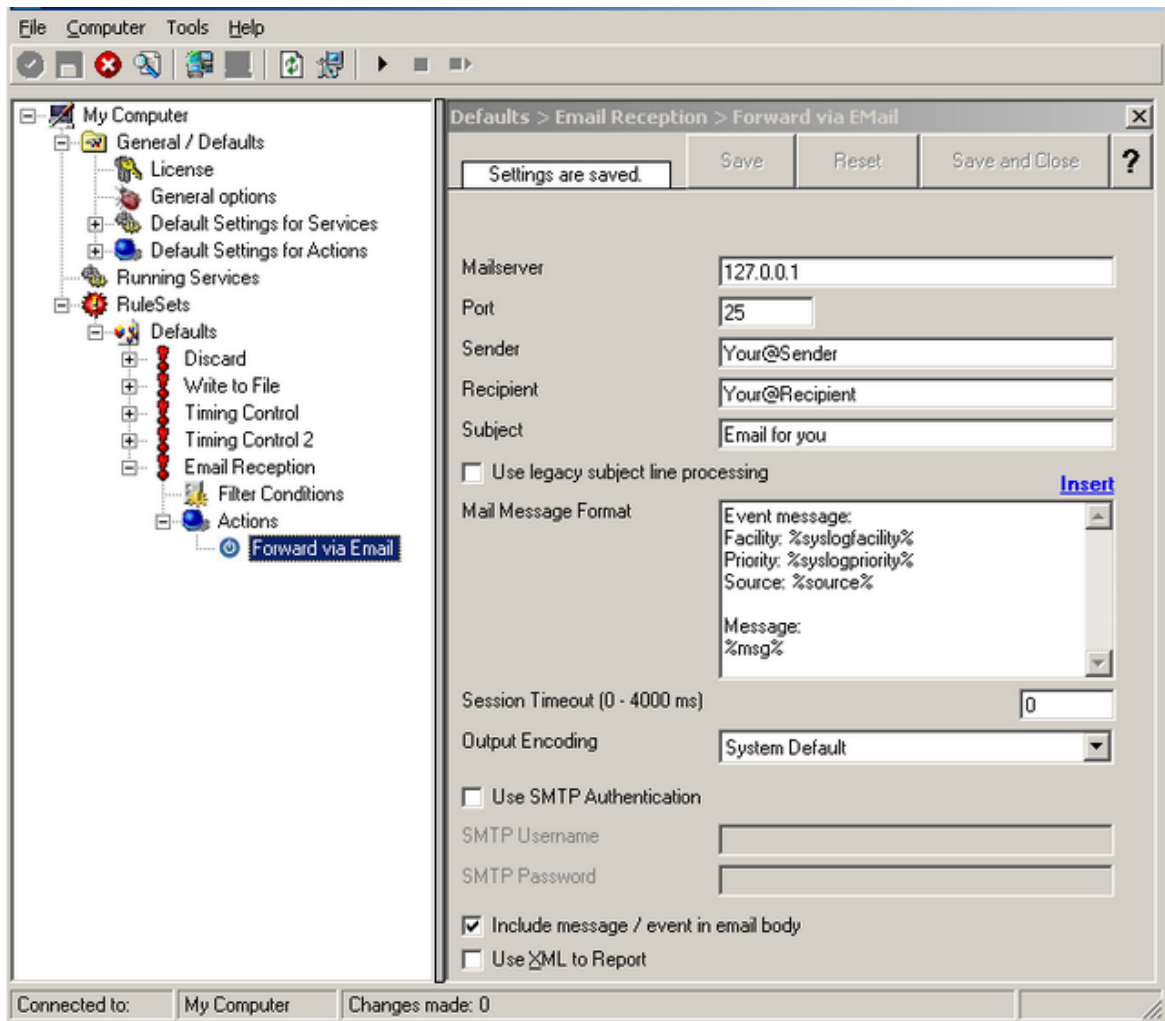 File Computer Tools Help
My Computer
General / Defaults
License
General options
Default Settings for Services
Default Settings for Actions
Running Services
RuleSets
Defaults
Discard
Write to File
Timing Control
Timing Control 2
Email Reception
Filter Conditions
Actions
Forward via Email
Defaults > Email Reception > Forward via EMail
Settings are saved. Save Reset Save and Close ?
Mailserver 127.0.0.1
Port 25
Sender Your@Sender
Recipient Your@Recipient
Subject Email for you
Use legacy subject line processing
Insert
Mail Message Format
Event message:
Facility: %syslogfacility%
Priority: %syslogpriority%
Source: %source%
Message:
%msg%
Session Timeout (0 - 4000 ms) 0
Output Encoding System Default
Use SMTP Authentication
SMTP Username
SMTP Password
Include message / event in email body
Use XML to Report
Connected to: My Computer Changes made: 0